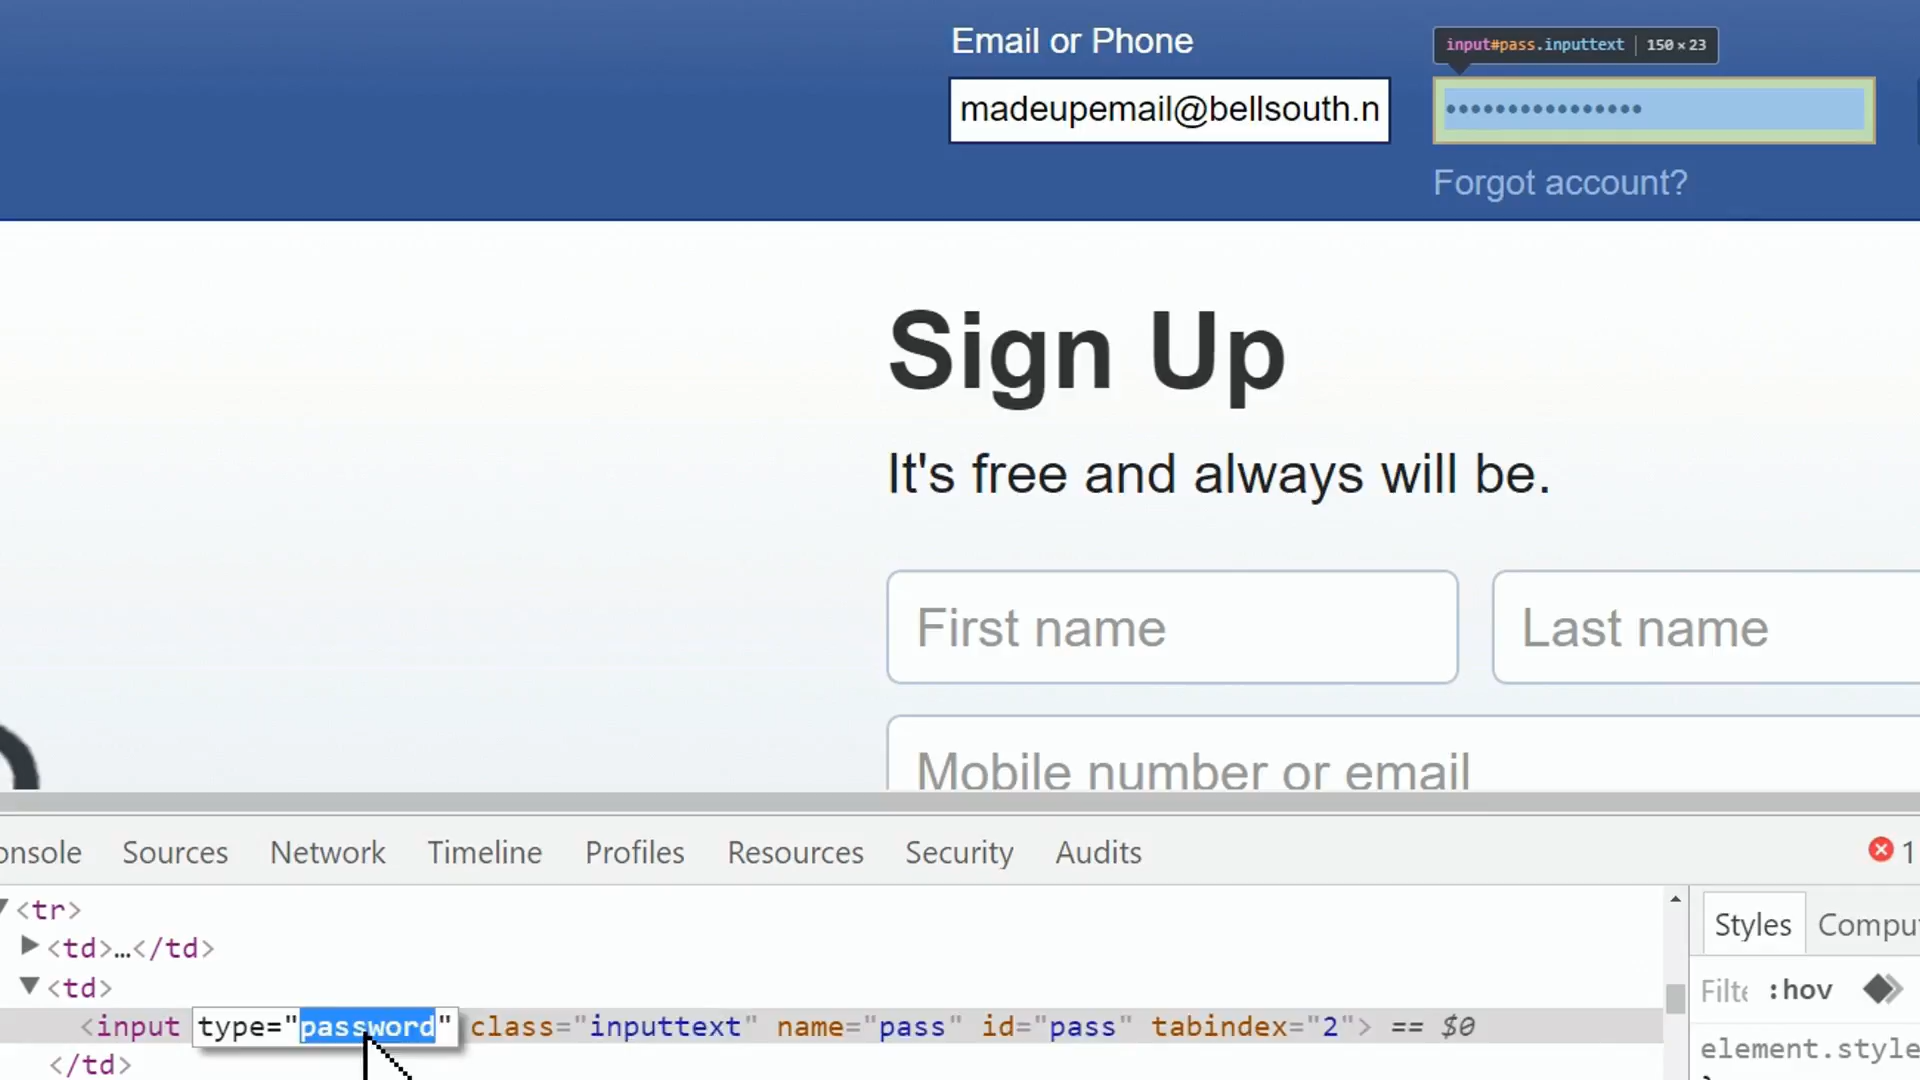 Email or Phone
input#pass.inputtext | 150 × 23
madeupemail@bellsouth.n
••••••••••••••••
Forgot account?
Sign Up
It's free and always will be.
First name
Last name
Mobile number or email
onsole Sources Network Timeline Profiles Resources Security Audits 1
<tr>
<td>…</td>
<td>
<input type="password" class="inputtext" name="pass" id="pass" tabindex="2"> == $0
</td>
Styles Compu
Filte :hov
element.style